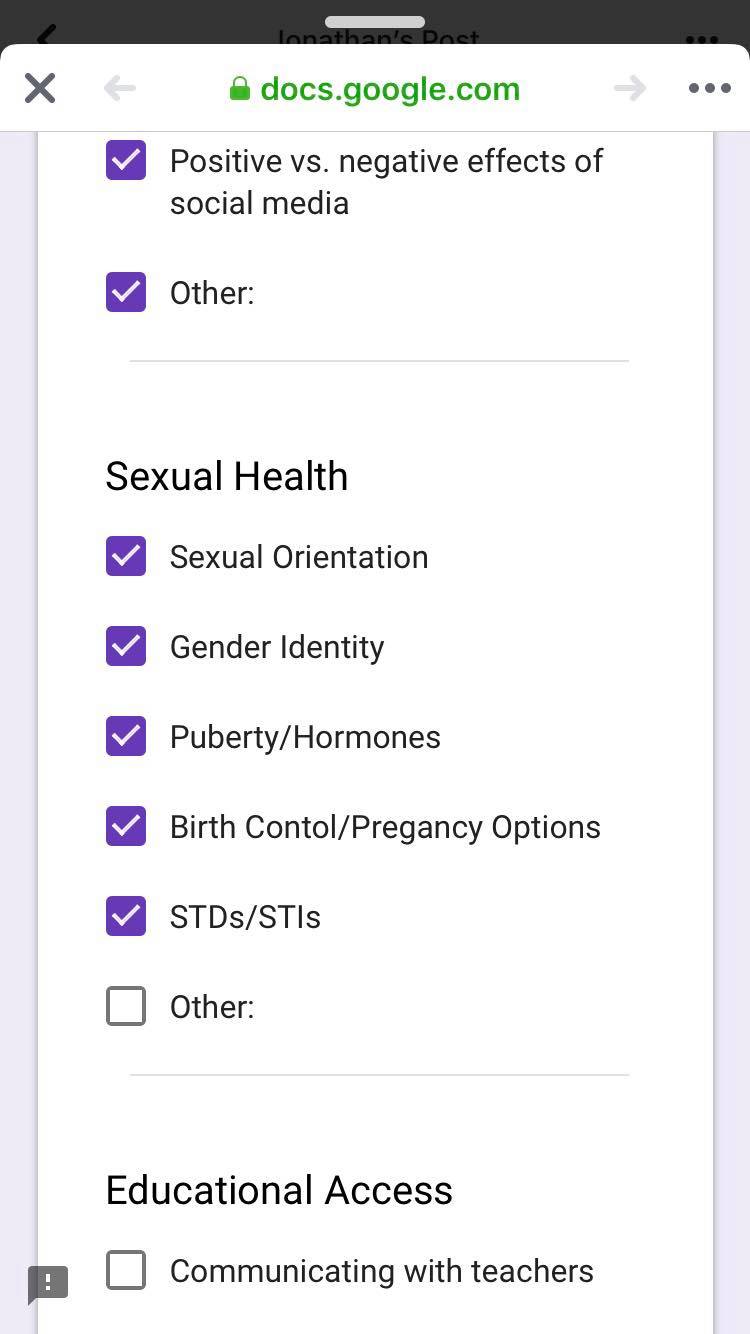 Jonathan's Post
docs.google.com
Positive vs. negative effects of
social media
Other:
Sexual Health
Sexual Orientation
Gender Identity
Puberty/Hormones
Birth Contol/Pregancy Options
STDs/STIs
Other:
Educational Access
Communicating with teachers